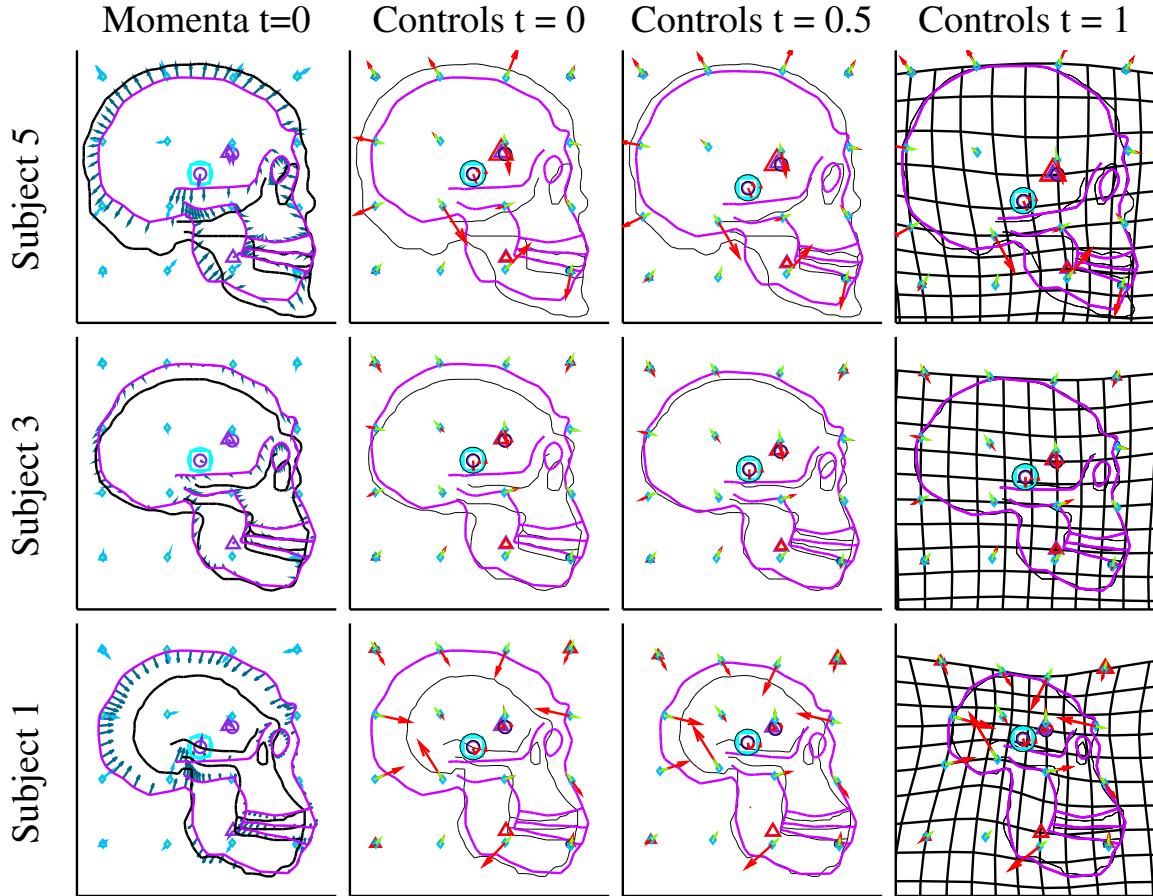 Momenta t=0
Controls t = 0
Controls t = 0.5
Controls t = 1
Subject 5
Subject 3
Subject 1